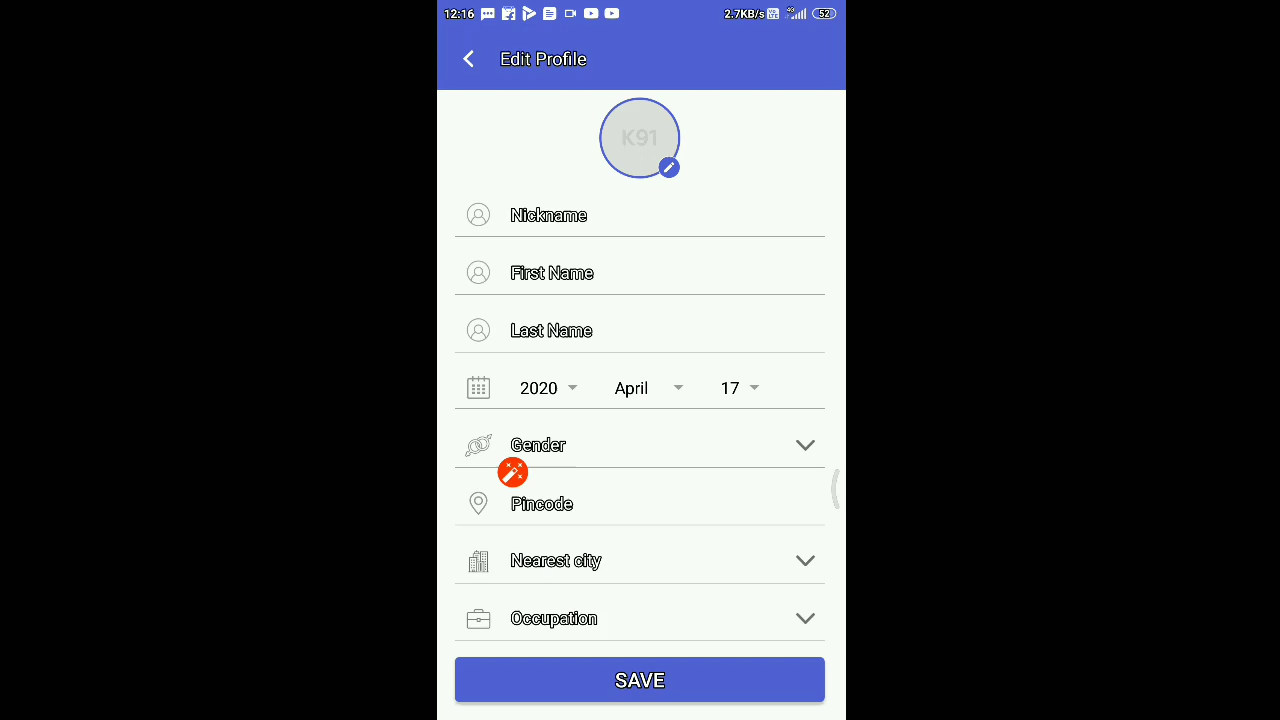 12:16 2.7KB/s 4G 52
Edit Profile
K91
Nickname
First Name
Last Name
2020 April 17
Gender
Pincode
Nearest city
Occupation
SAVE